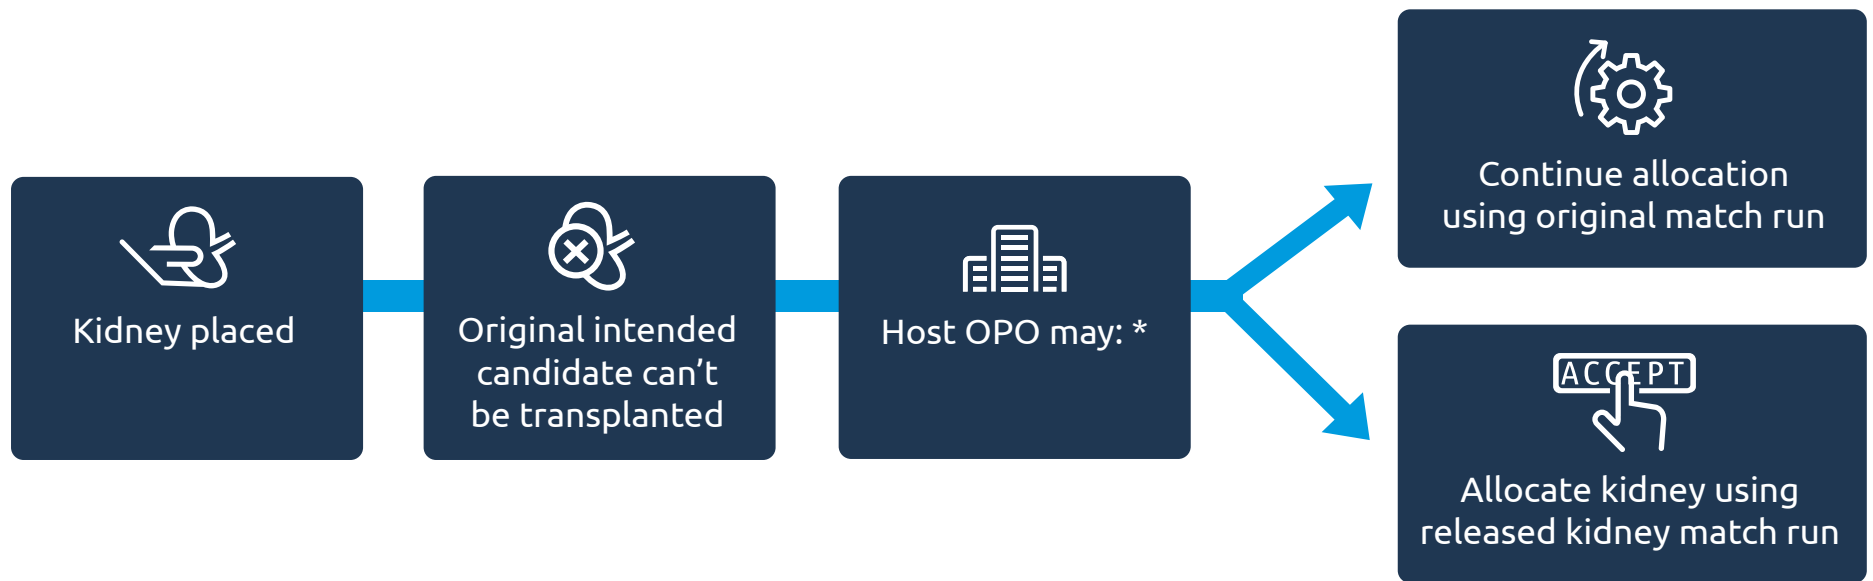 Kidney placed
Original intended
candidate can’t
be transplanted
Host OPO may: *
Continue allocation
using original match run
ACCEPT
Allocate kidney using
released kidney match run